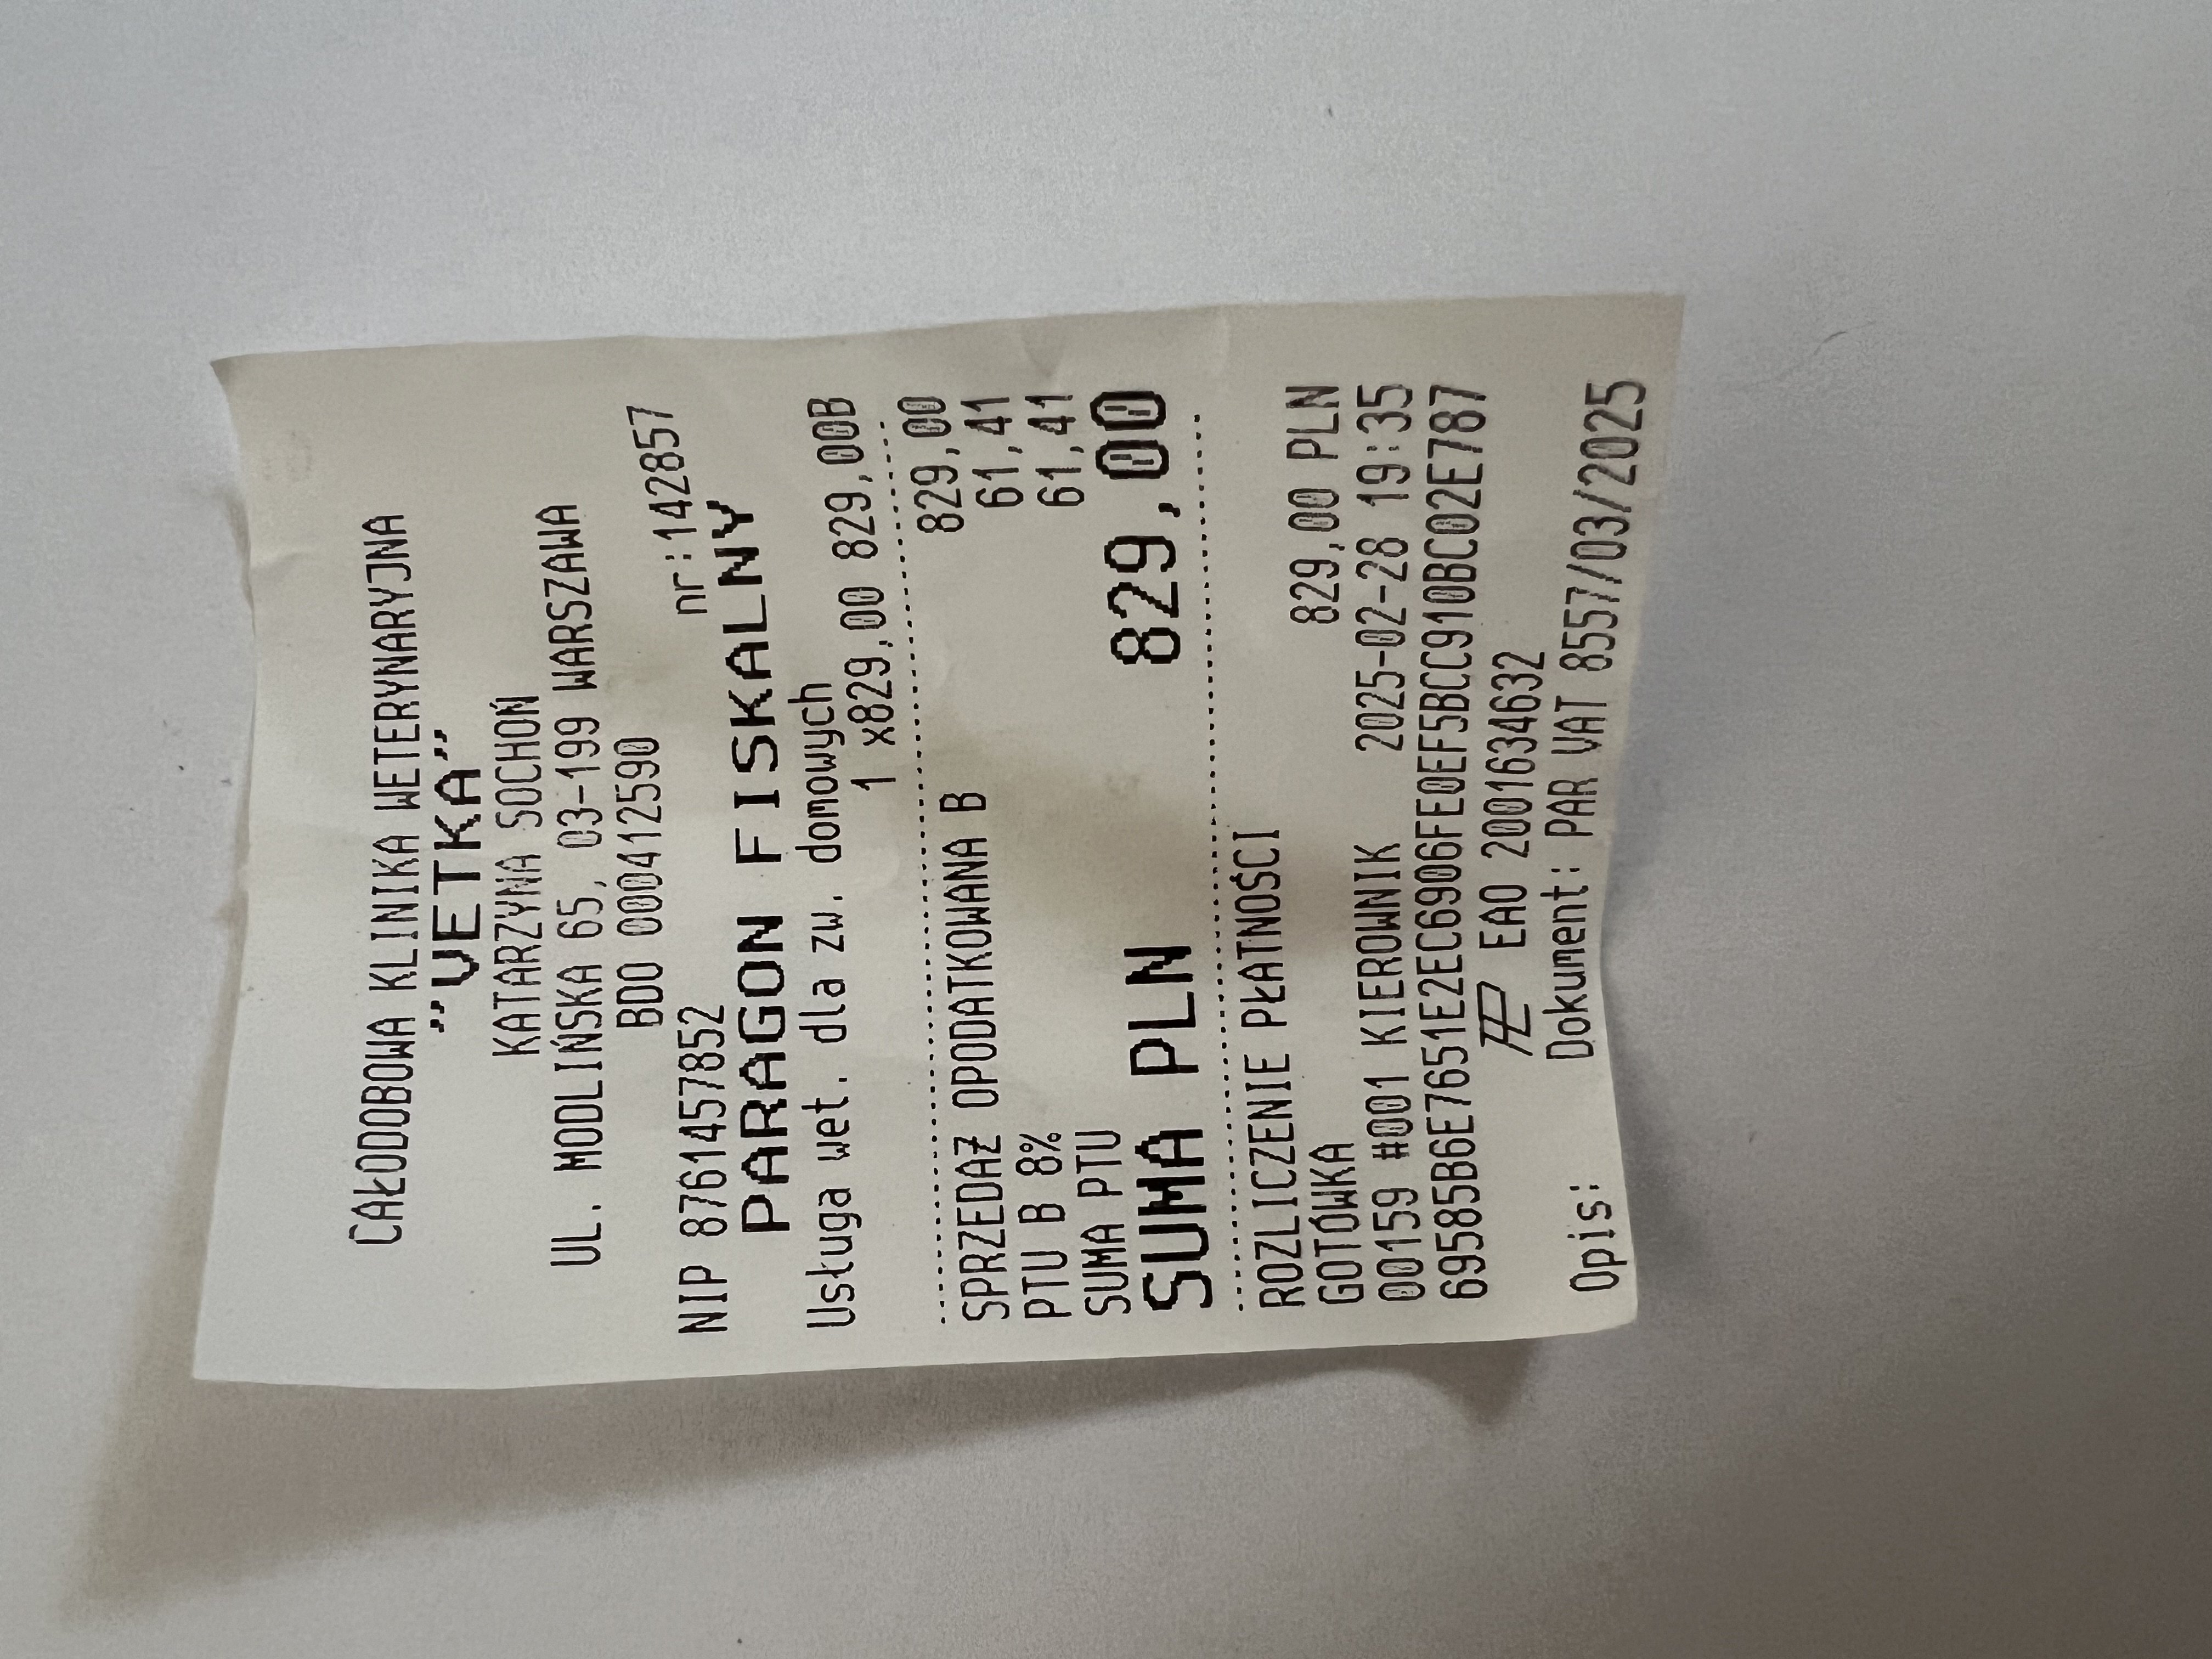 CAŁODOBOWA KLINIKA WETERYNARYJNA
"VETKA"
KATARZYNA SOCHOŃ
UL. MODLIŃSKA 65, 03-199 WARSZAWA
BDO 000412590
NIP 8761457852 nr:142857
PARAGON FISKALNY
Usługa wet. dla zw. domowych
1 x829,00 829,00B
SPRZEDAŻ OPODATKOWANA B 829,00
PTU B 8% 61,41
SUMA PTU 61,41
SUMA PLN 829,00
ROZLICZENIE PŁATNOŚCI
GOTÓWKA 829,00 PLN
00159 #001 KIEROWNIK 2025-02-28 19:35
69585B6E7651E2EC6906FE0EF5BCC910BC02E787
EAO 2001634632
Dokument: PAR VAT 8557/03/2025
Opis: